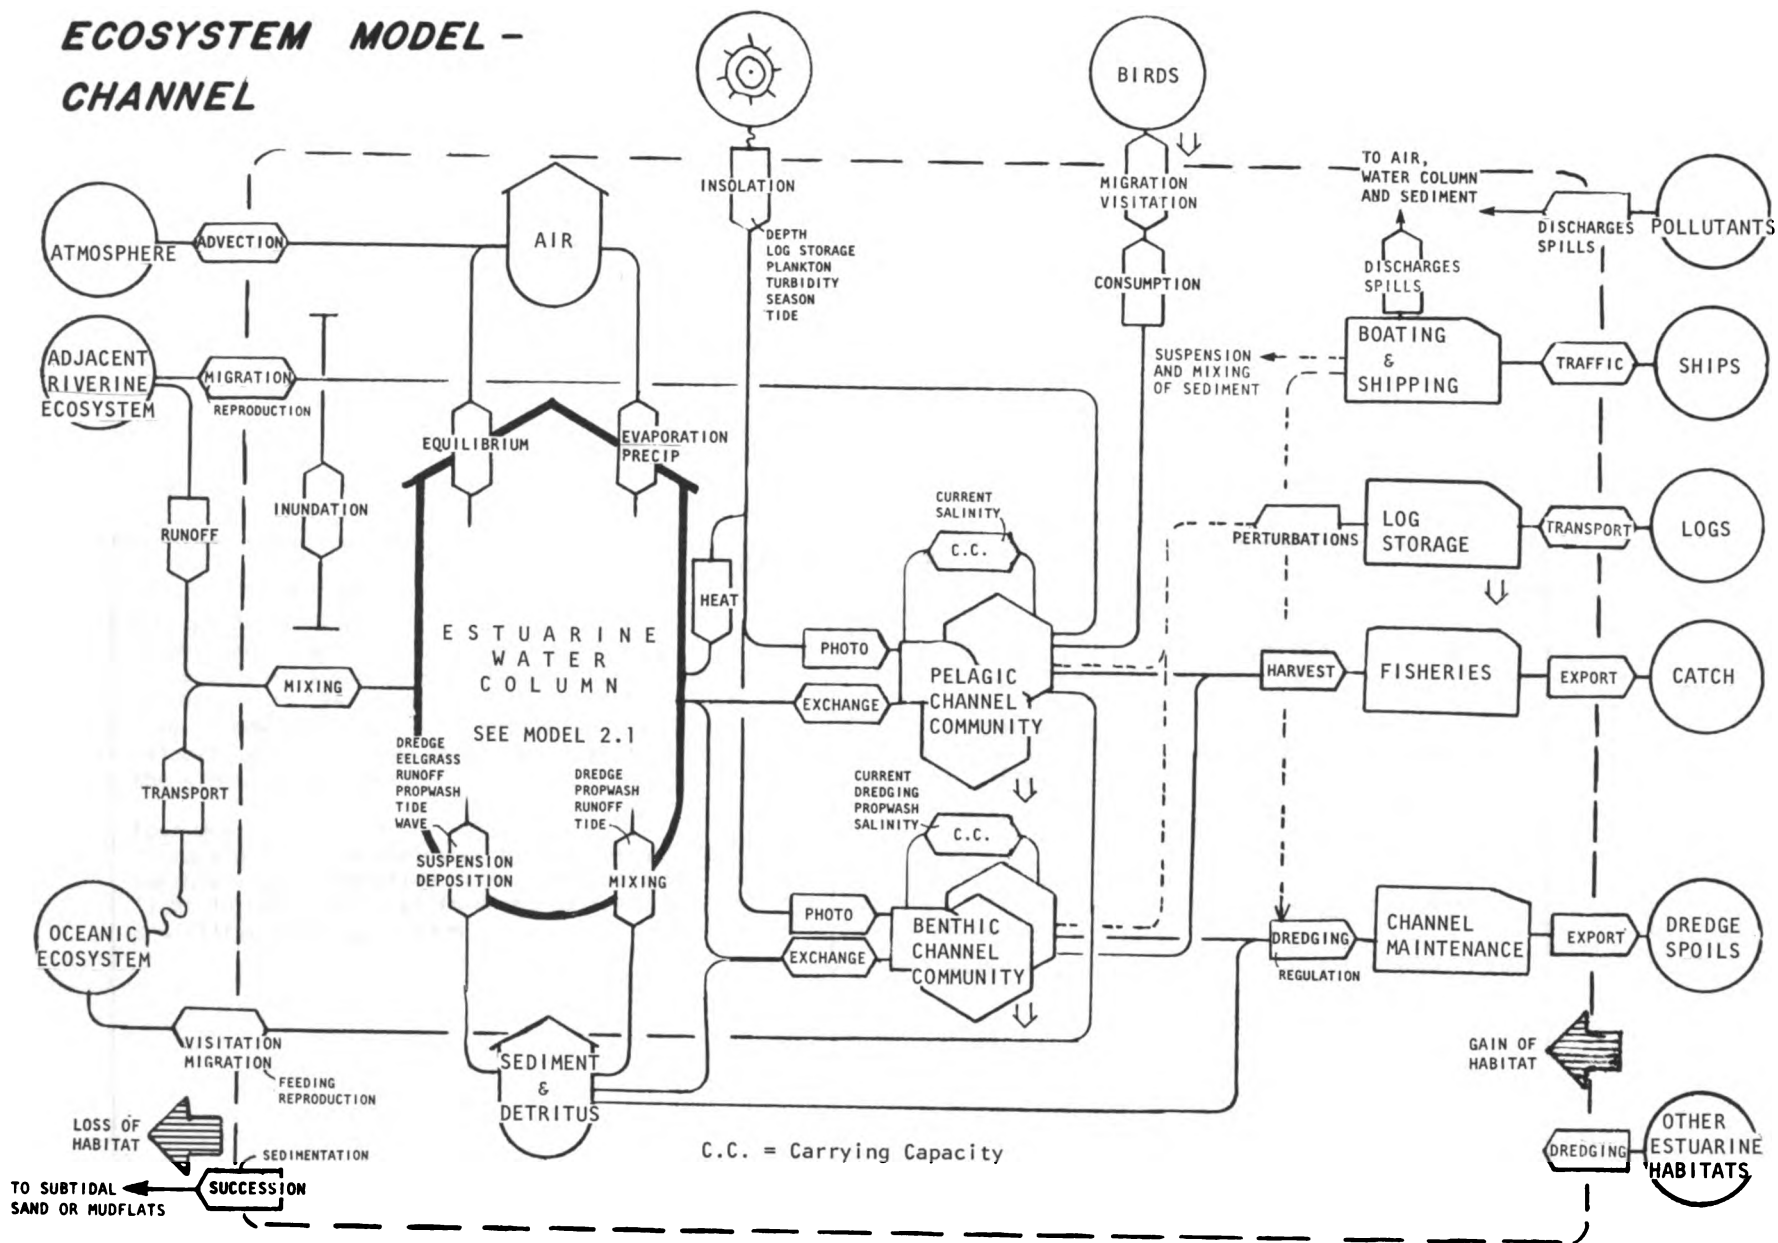 ECOSYSTEM MODEL -
CHANNEL
BIRDS
INSOLATION
DEPTH
LOG STORAGE
PLANKTON
TURBIDITY
SEASON
TIDE
MIGRATION
VISITATION
CONSUMPTION
TO AIR,
WATER COLUMN
AND SEDIMENT
DISCHARGES
SPILLS
POLLUTANTS
DISCHARGES
SPILLS
ATMOSPHERE
ADVECTION
AIR
ADJACENT
RIVERINE
ECOSYSTEM
MIGRATION
REPRODUCTION
SUSPENSION
AND MIXING
OF SEDIMENT
BOATING
&
SHIPPING
TRAFFIC
SHIPS
EQUILIBRIUM
EVAPORATION
PRECIP
RUNOFF
INUNDATION
CURRENT
SALINITY
C.C.
PERTURBATIONS
LOG
STORAGE
TRANSPORT
LOGS
HEAT
ESTUARINE
WATER
COLUMN
SEE MODEL 2.1
MIXING
PHOTO
EXCHANGE
PELAGIC
CHANNEL
COMMUNITY
HARVEST
FISHERIES
EXPORT
CATCH
TRANSPORT
DREDGE
EELGRASS
RUNOFF
PROPWASH
TIDE
WAVE
DREDGE
PROPWASH
RUNOFF
TIDE
CURRENT
DREDGING
PROPWASH
SALINITY
C.C.
SUSPENSION
DEPOSITION
MIXING
OCEANIC
ECOSYSTEM
PHOTO
EXCHANGE
BENTHIC
CHANNEL
COMMUNITY
DREDGING
REGULATION
CHANNEL
MAINTENANCE
EXPORT
DREDGE
SPOILS
VISITATION
MIGRATION
FEEDING
REPRODUCTION
SEDIMENT
&
DETRITUS
GAIN OF
HABITAT
LOSS OF
HABITAT
SEDIMENTATION
SUCCESSION
TO SUBTIDAL
SAND OR MUDFLATS
C.C. = Carrying Capacity
DREDGING
OTHER
ESTUARINE
HABITATS